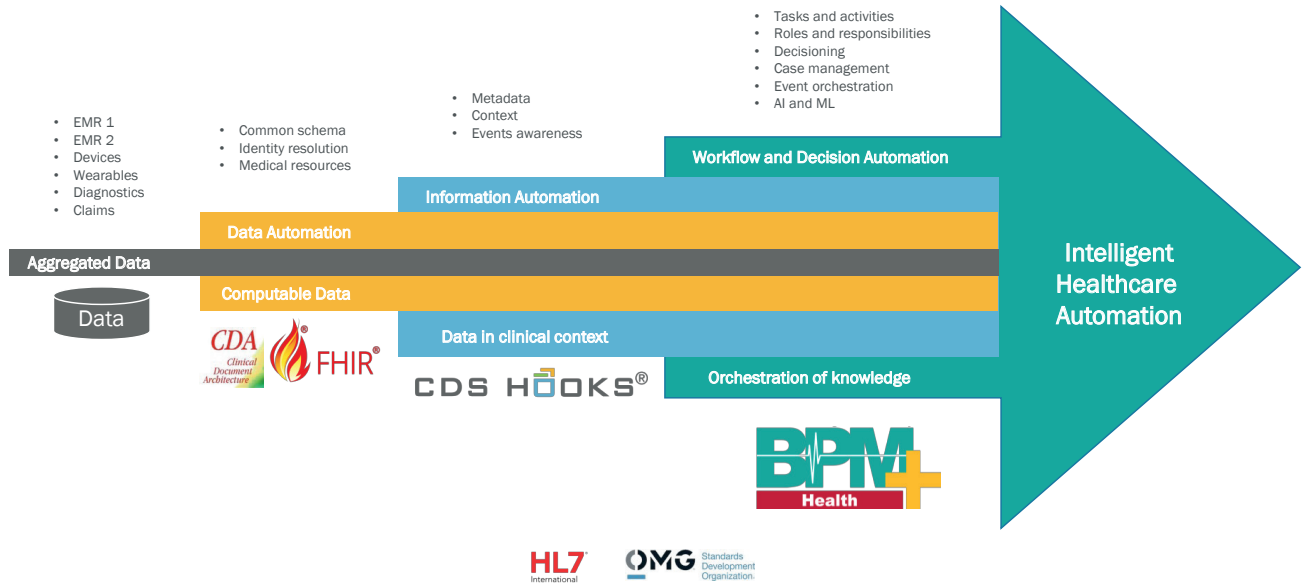 • Tasks and activities
• Roles and responsibilities
• Decisioning
• Case management
• Event orchestration
• AI and ML
• Metadata
• Context
• Events awareness
• EMR 1
• EMR 2
• Devices
• Wearables
• Diagnostics
• Claims
• Common schema
• Identity resolution
• Medical resources
Workflow and Decision Automation
Information Automation
Data Automation
Aggregated Data
Computable Data
Data in clinical context
Orchestration of knowledge
Intelligent
Healthcare
Automation
Data
CDA
Clinical
Document
Architecture
®
FHIR®
CDS HOOKS®
BPM+
Health
HL7®
International
OMG
Standards
Development
Organization.